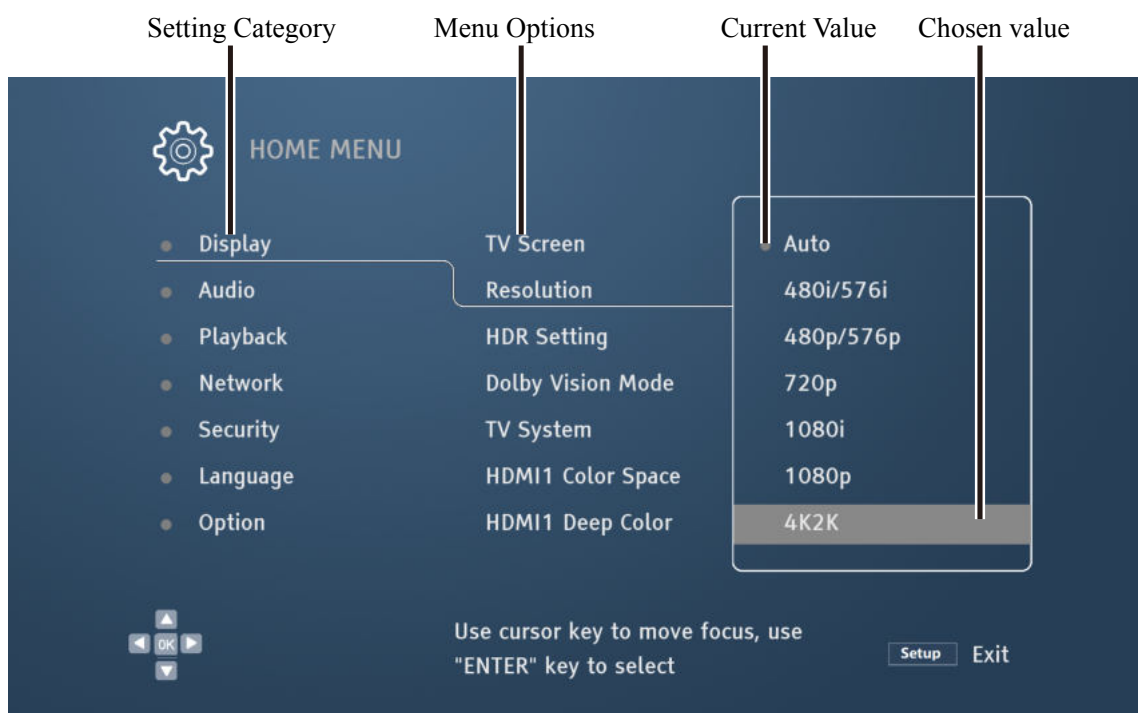 Setting Category Menu Options Current Value Chosen value
HOME MENU
Display TV Screen Auto
Audio Resolution 480i/576i
Playback HDR Setting 480p/576p
Network Dolby Vision Mode 720p
Security TV System 1080i
Language HDMI1 Color Space 1080p
Option HDMI1 Deep Color 4K2K
OK
Use cursor key to move focus, use
"ENTER" key to select
Setup Exit